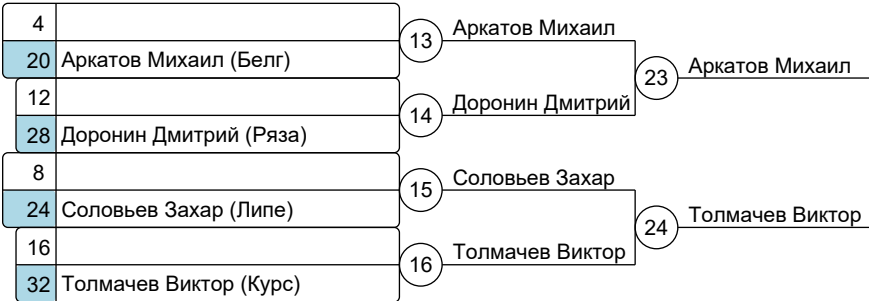 4
20 Аркатов Михаил (Белг)
12
28 Доронин Дмитрий (Ряза)
8
24 Соловьев Захар (Липе)
16
32 Толмачев Виктор (Курс)
13
Аркатов Михаил
14
Доронин Дмитрий
15
Соловьев Захар
16
Толмачев Виктор
23
Аркатов Михаил
24
Толмачев Виктор